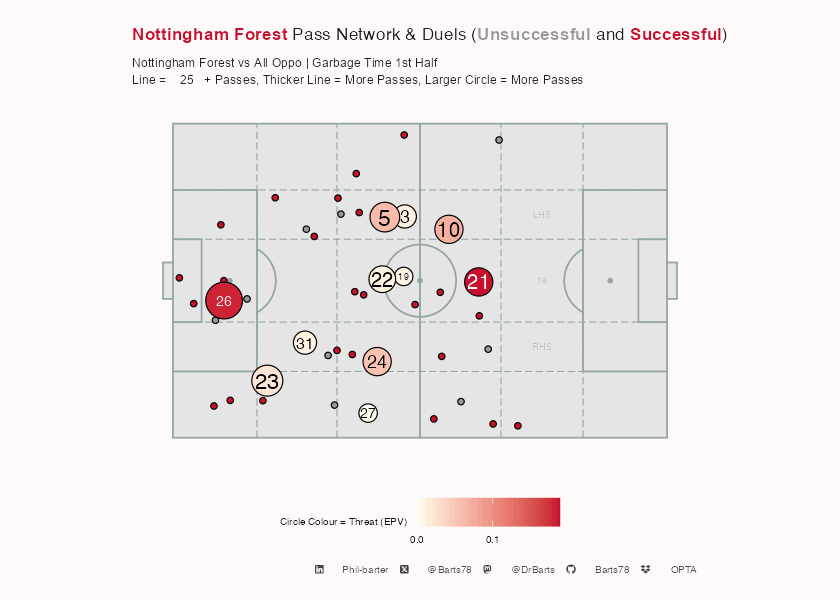 Nottingham Forest Pass Network & Duels (Unsuccessful and Successful)
Nottingham Forest vs All Oppo | Garbage Time 1st Half
Line = 25 + Passes, Thicker Line = More Passes, Larger Circle = More Passes
5 3 10 LHS
22 19 21 14
26
31 24 RHS
23
27
Circle Colour = Threat (EPV)
0.0 0.1
Phil-barter @Barts78 @DrBarts Barts78 OPTA